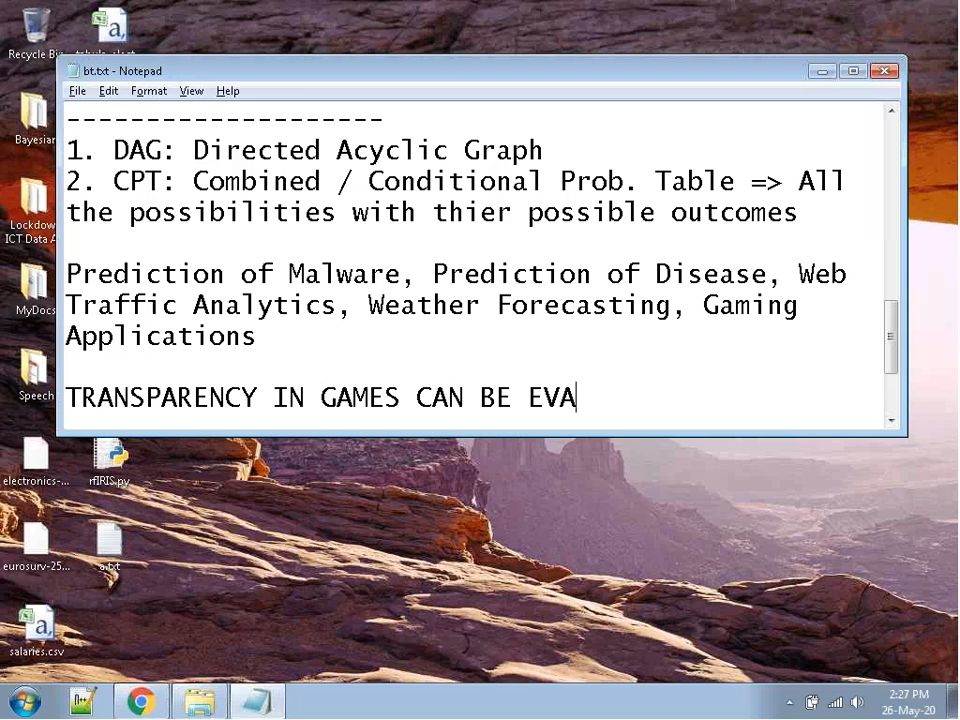 Recycle Bin
bt.txt - Notepad
File Edit Format View Help
---------------------
1. DAG: Directed Acyclic Graph
2. CPT: Combined / Conditional Prob. Table => All
the possibilities with thier possible outcomes
Prediction of Malware, Prediction of Disease, Web
Traffic Analytics, Weather Forecasting, Gaming
Applications
TRANSPARENCY IN GAMES CAN BE EVA
Bayesian
Lockdow
ICT Data A
MyDocs
Speech
electronics-...
rfIRIS.py
eurosurv-25...
a.txt
salaries.csv
2:27 PM
26-May-20